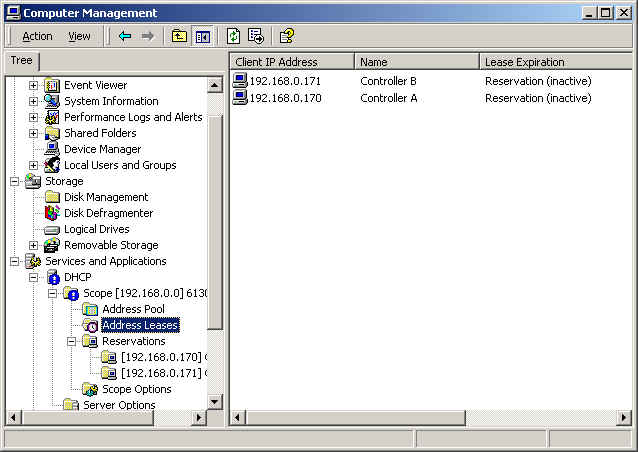 Computer Management
Action View
Tree
Client IP Address Name Lease Expiration
192.168.0.171 Controller B Reservation (inactive)
192.168.0.170 Controller A Reservation (inactive)
Event Viewer
System Information
Performance Logs and Alerts
Shared Folders
Device Manager
Local Users and Groups
Storage
Disk Management
Disk Defragmenter
Logical Drives
Removable Storage
Services and Applications
DHCP
Scope [192.168.0.0] 6130
Address Pool
Address Leases
Reservations
[192.168.0.170]
[192.168.0.171]
Scope Options
Server Options